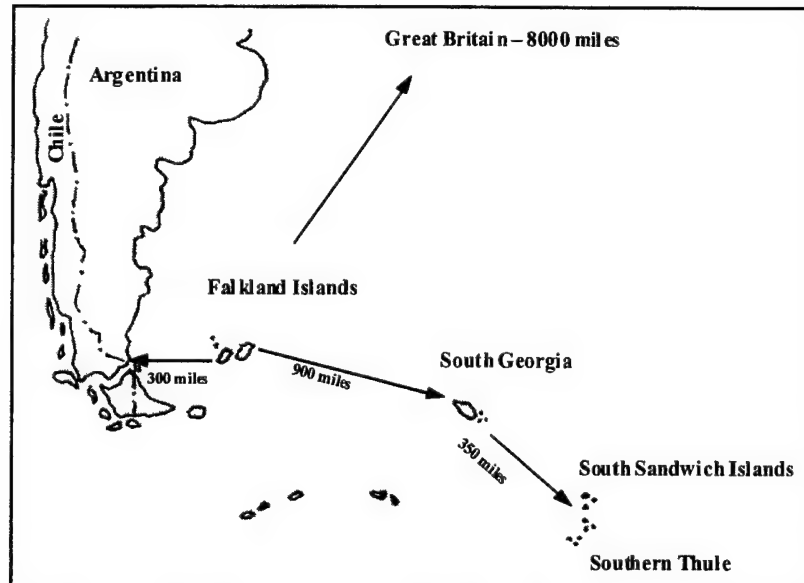 Great Britain – 8000 miles
Argentina
Chile
Falkland Islands
300 miles
900 miles
South Georgia
350 miles
South Sandwich Islands
Southern Thule